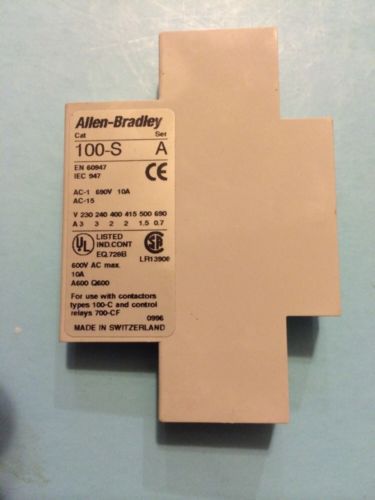 Allen-Bradley
Cat Ser
100-S A
EN 60947
IEC 947
CE
AC-1 690V 10A
AC-15
V 230 240 400 415 500 690
A 3 3 2 2 1.5 0.7
UL LISTED
IND.CONT
EQ.728B
SA
LR13908
600V AC max.
10A
A600 Q600
For use with contactors
types 100-C and control
relays 700-CF
0996
MADE IN SWITZERLAND